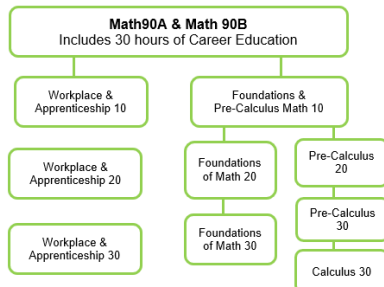 Math90A & Math 90B
Includes 30 hours of Career Education
Workplace &
Apprenticeship 10
Foundations &
Pre-Calculus Math 10
Workplace &
Apprenticeship 20
Foundations
of Math 20
Pre-Calculus
20
Workplace &
Apprenticeship 30
Foundations
of Math 30
Pre-Calculus
30
Calculus 30